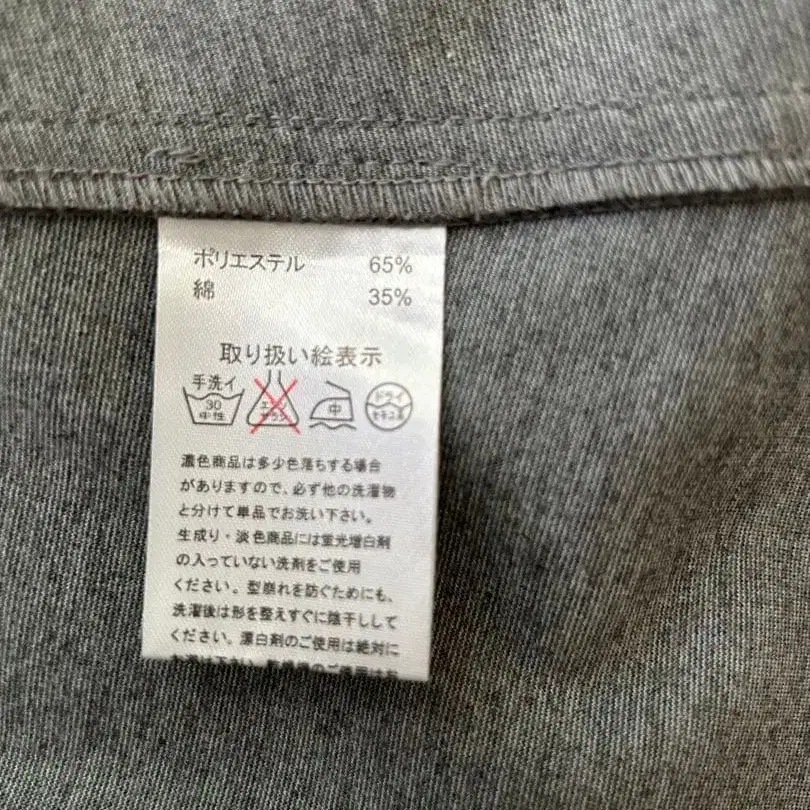 ポリエステル 65%
綿 35%
取り扱い絵表示
手洗イ
30
中性
エンソ
サラシ
中
ドライ
セキユ系
濃色商品は多少色落ちする場合
がありますので、必ず他の洗濯物
と分けて単品でお洗い下さい。
生成り・淡色商品には蛍光増白剤
の入っていない洗剤をご使用
ください。型崩れを防ぐためにも、
洗濯後は形を整えすぐに陰干しして
ください。漂白剤のご使用は絶対に